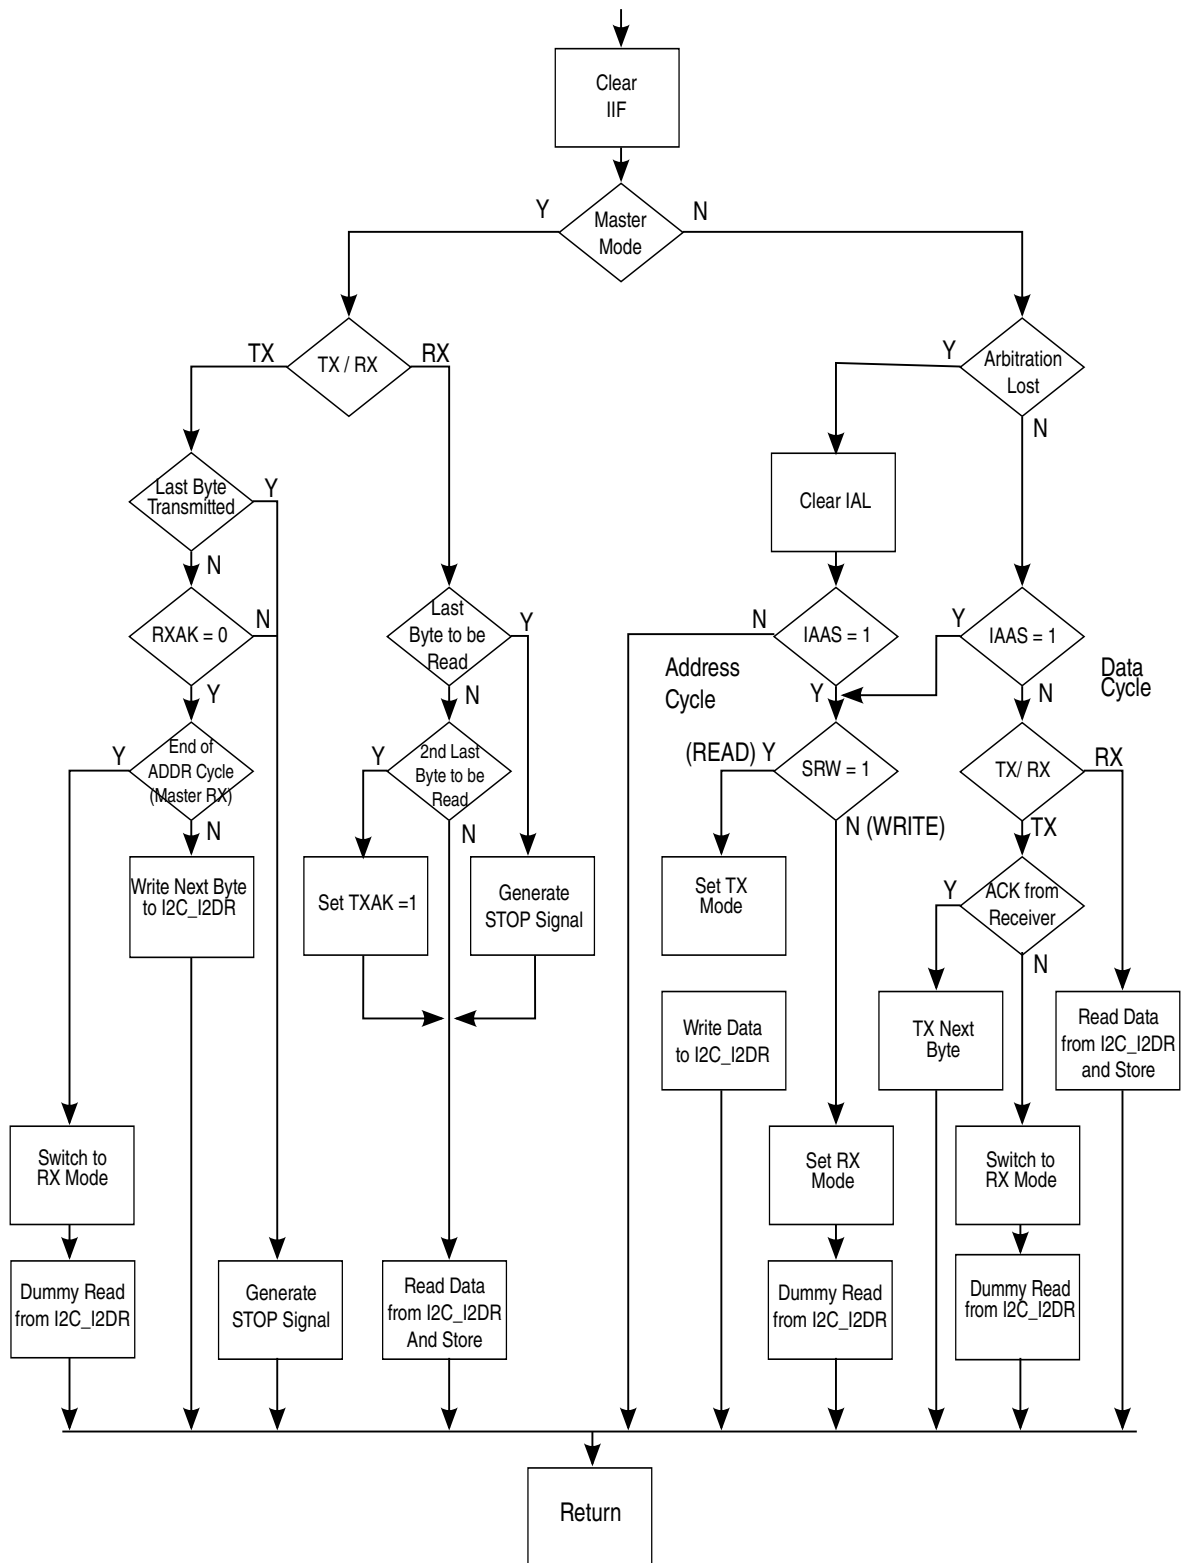 Clear
IIF
Y
Master
Mode
N
TX
TX / RX
RX
Y
Arbitration
Lost
N
Last Byte
Transmitted
Y
N
Clear IAL
RXAK = 0
N
Y
Last
Byte to be
Read
Y
N
N
IAAS = 1
Y
Y
IAAS = 1
N
Address
Cycle
Data
Cycle
Y
End of
ADDR Cycle
(Master RX)
N
Y
2nd Last
Byte to be
Read
N
(READ) Y
SRW = 1
N (WRITE)
TX/ RX
RX
TX
Write Next Byte
to I2C_I2DR
Set TXAK =1
Generate
STOP Signal
Set TX
Mode
Y
ACK from
Receiver
N
Write Data
to I2C_I2DR
TX Next
Byte
Read Data
from I2C_I2DR
and Store
Switch to
RX Mode
Set RX
Mode
Switch to
RX Mode
Dummy Read
from I2C_I2DR
Generate
STOP Signal
Read Data
from I2C_I2DR
And Store
Dummy Read
from I2C_I2DR
Dummy Read
from I2C_I2DR
Return